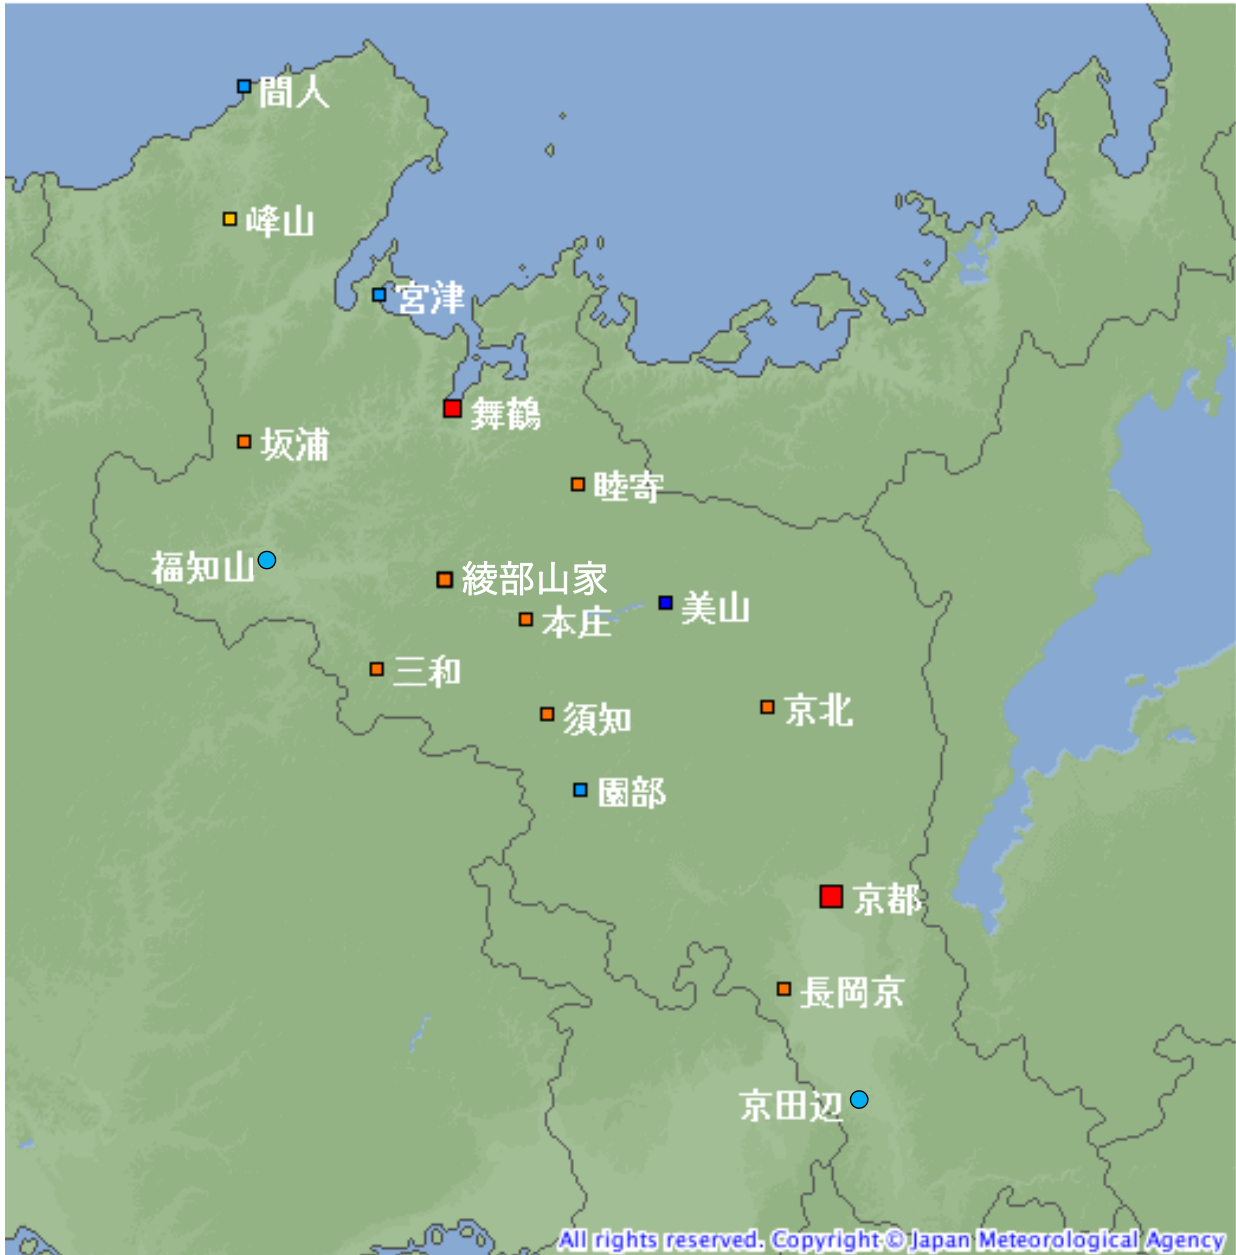 間人
峰山
宮津
舞鶴
坂浦
睦寄
福知山
綾部山家
美山
本庄
三和
京北
須知
園部
京都
長岡京
京田辺
All rights reserved. Copyright © Japan Meteorological Agency